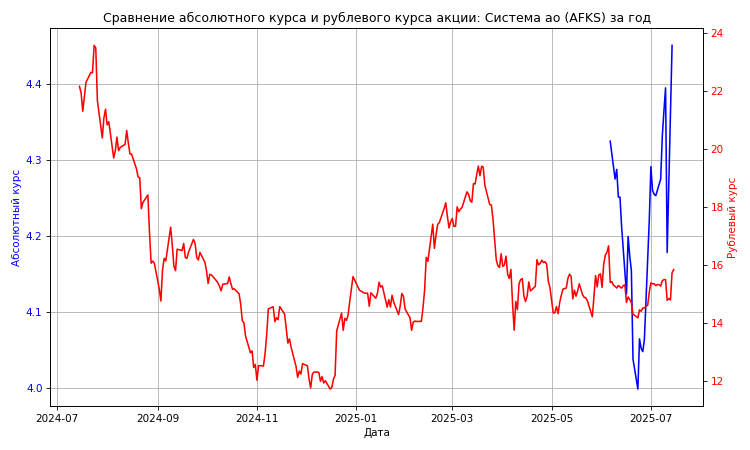 Сравнение абсолютного курса и рублевого курса акции: Система ао (AFKS) за год
Абсолютный курс
4.4
4.3
4.2
4.1
4.0
24
22
20
18
16
14
12
Рублевый курс
2024-07 2024-09 2024-11 2025-01 2025-03 2025-05 2025-07
Дата